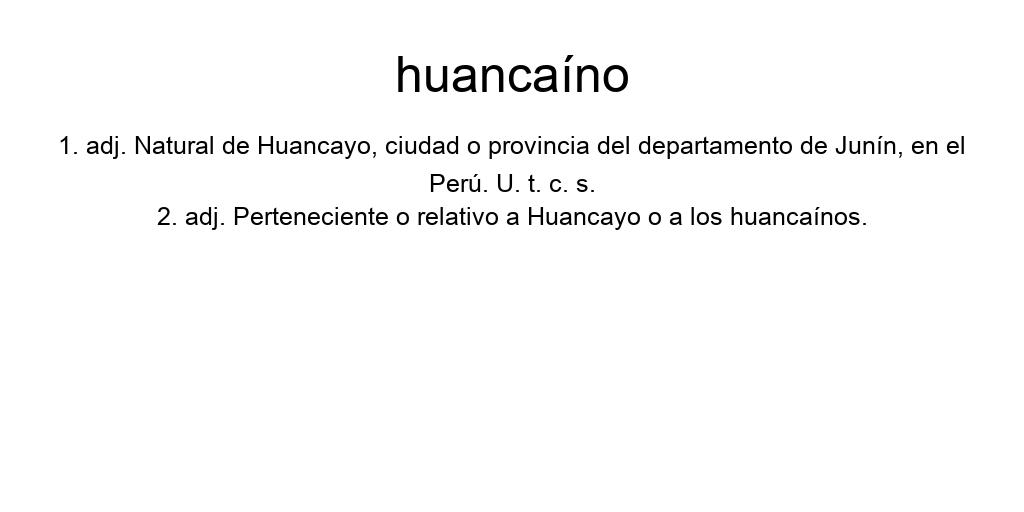 huancaíno
1. adj. Natural de Huancayo, ciudad o provincia del departamento de Junín, en el
Perú. U. t. c. s.
2. adj. Perteneciente o relativo a Huancayo o a los huancaínos.